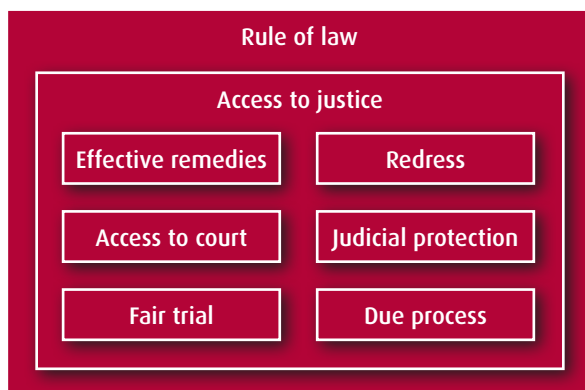 Rule of law
Access to justice
Effective remedies
Redress
Access to court
Judicial protection
Fair trial
Due process